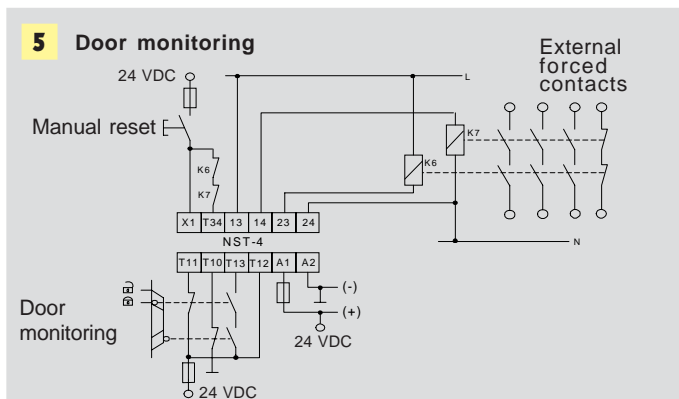 5 Door monitoring
External
forced
contacts
24 VDC
L
Manual reset
K7
K6
K6
K7
X1 T34 13 14 23 24
NST-4
N
T11 T10 T13 T12 A1 A2
(-)
(+)
Door
monitoring
24 VDC
24 VDC